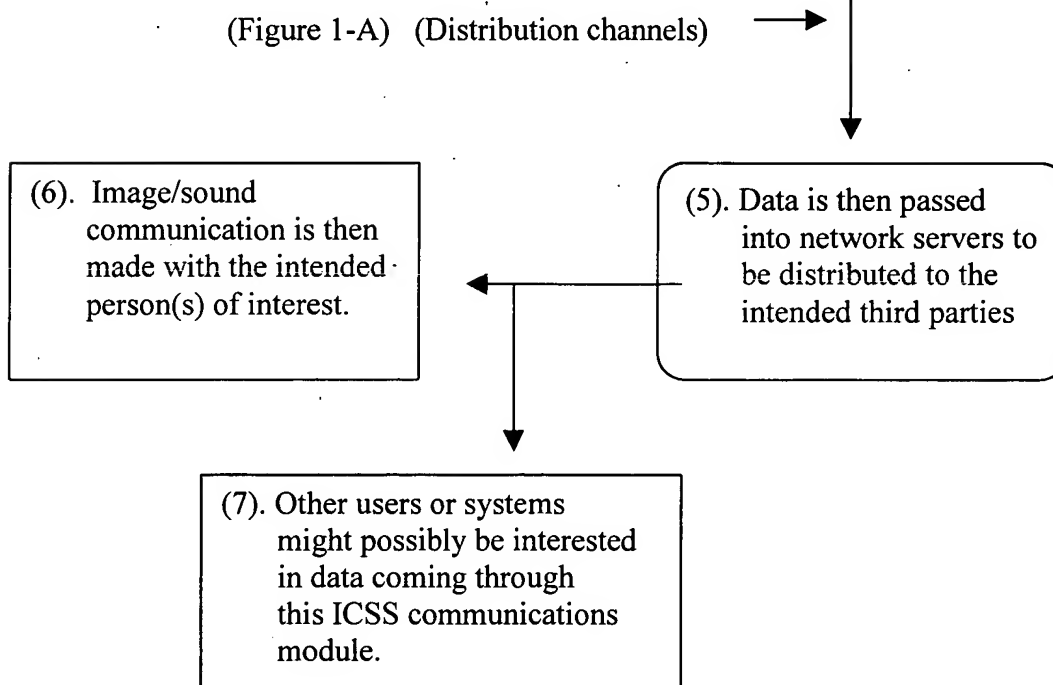 (Figure 1-A) (Distribution channels)
(6). Image/sound
communication is then
made with the intended
person(s) of interest.
(5). Data is then passed
into network servers to
be distributed to the
intended third parties
(7). Other users or systems
might possibly be interested
in data coming through
this ICSS communications
module.